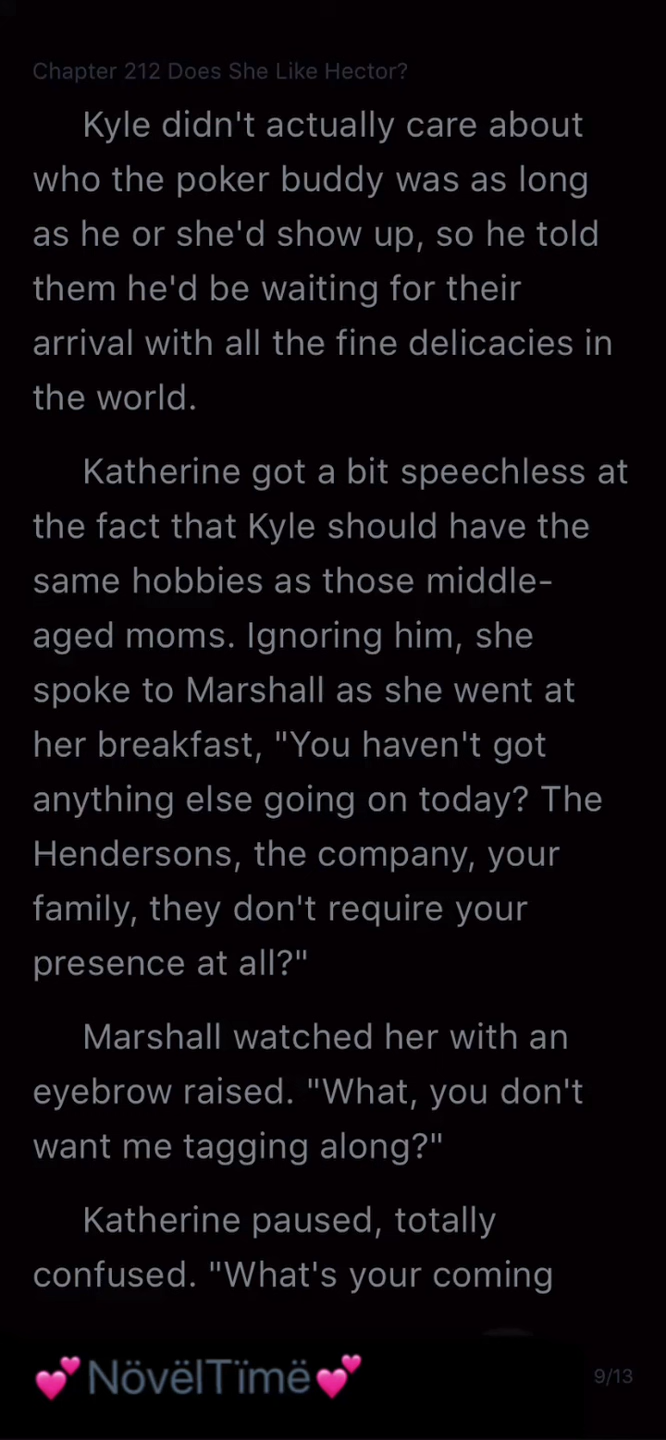 Chapter 212 Does She Like Hector?
Kyle didn't actually care about
who the poker buddy was as long
as he or she'd show up, so he told
them he'd be waiting for their
arrival with all the fine delicacies in
the world.
Katherine got a bit speechless at
the fact that Kyle should have the
same hobbies as those middle-
aged moms. Ignoring him, she
spoke to Marshall as she went at
her breakfast, "You haven't got
anything else going on today? The
Hendersons, the company, your
family, they don't require your
presence at all?"
Marshall watched her with an
eyebrow raised. "What, you don't
want me tagging along?"
Katherine paused, totally
confused. "What's your coming
💕NövëlTïmë💕
9/13